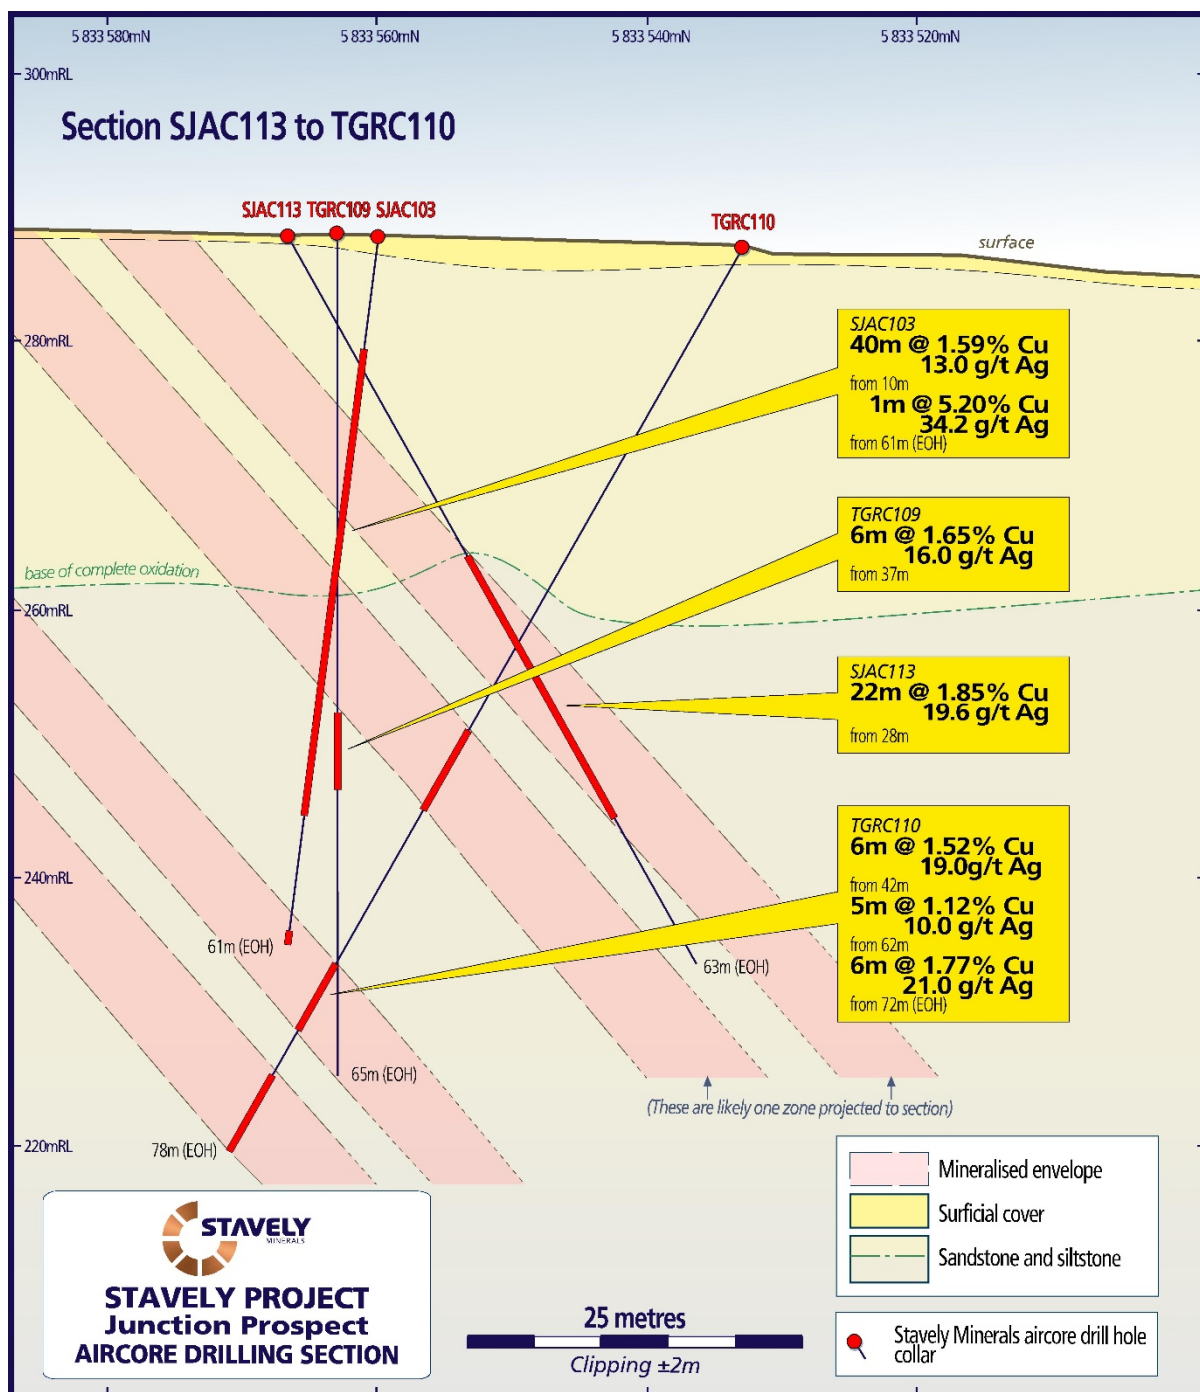 5 833 580mN
5 833 560mN
5 833 540mN
5 833 520mN
300mRL
Section SJAC113 to TGRC110
SJAC113 TGRC109 SJAC103
TGRC110
surface
280mRL
SJAC103
40m @ 1.59% Cu
13.0 g/t Ag
from 10m
1m @ 5.20% Cu
34.2 g/t Ag
from 61m (EOH)
TGRC109
6m @ 1.65% Cu
16.0 g/t Ag
from 37m
base of complete oxidation
260mRL
SJAC113
22m @ 1.85% Cu
19.6 g/t Ag
from 28m
TGRC110
6m @ 1.52% Cu
19.0g/t Ag
from 42m
5m @ 1.12% Cu
10.0 g/t Ag
from 62m
6m @ 1.77% Cu
21.0 g/t Ag
from 72m (EOH)
240mRL
61m (EOH)
63m (EOH)
65m (EOH)
(These are likely one zone projected to section)
220mRL
78m (EOH)
Mineralised envelope
Surficial cover
Sandstone and siltstone
STAVELY
MINERALS
STAVELY PROJECT
Junction Prospect
AIRCORE DRILLING SECTION
25 metres
Clipping ±2m
Stavely Minerals aircore drill hole
collar